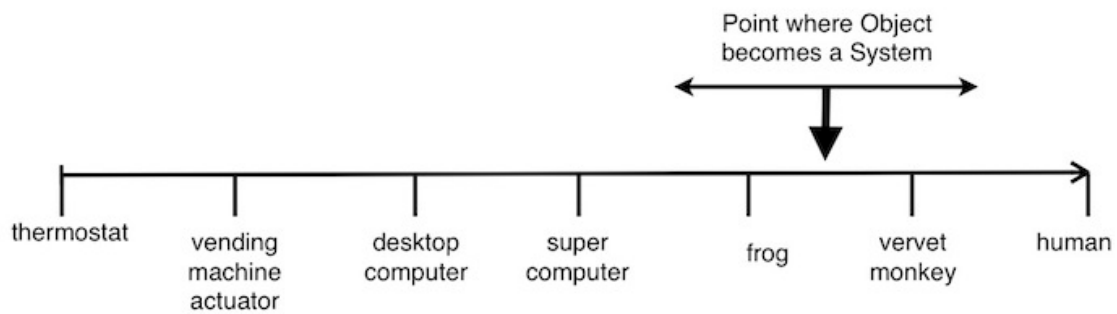 Point where Object
becomes a System
thermostat
vending
machine
actuator
desktop
computer
super
computer
frog
vervet
monkey
human